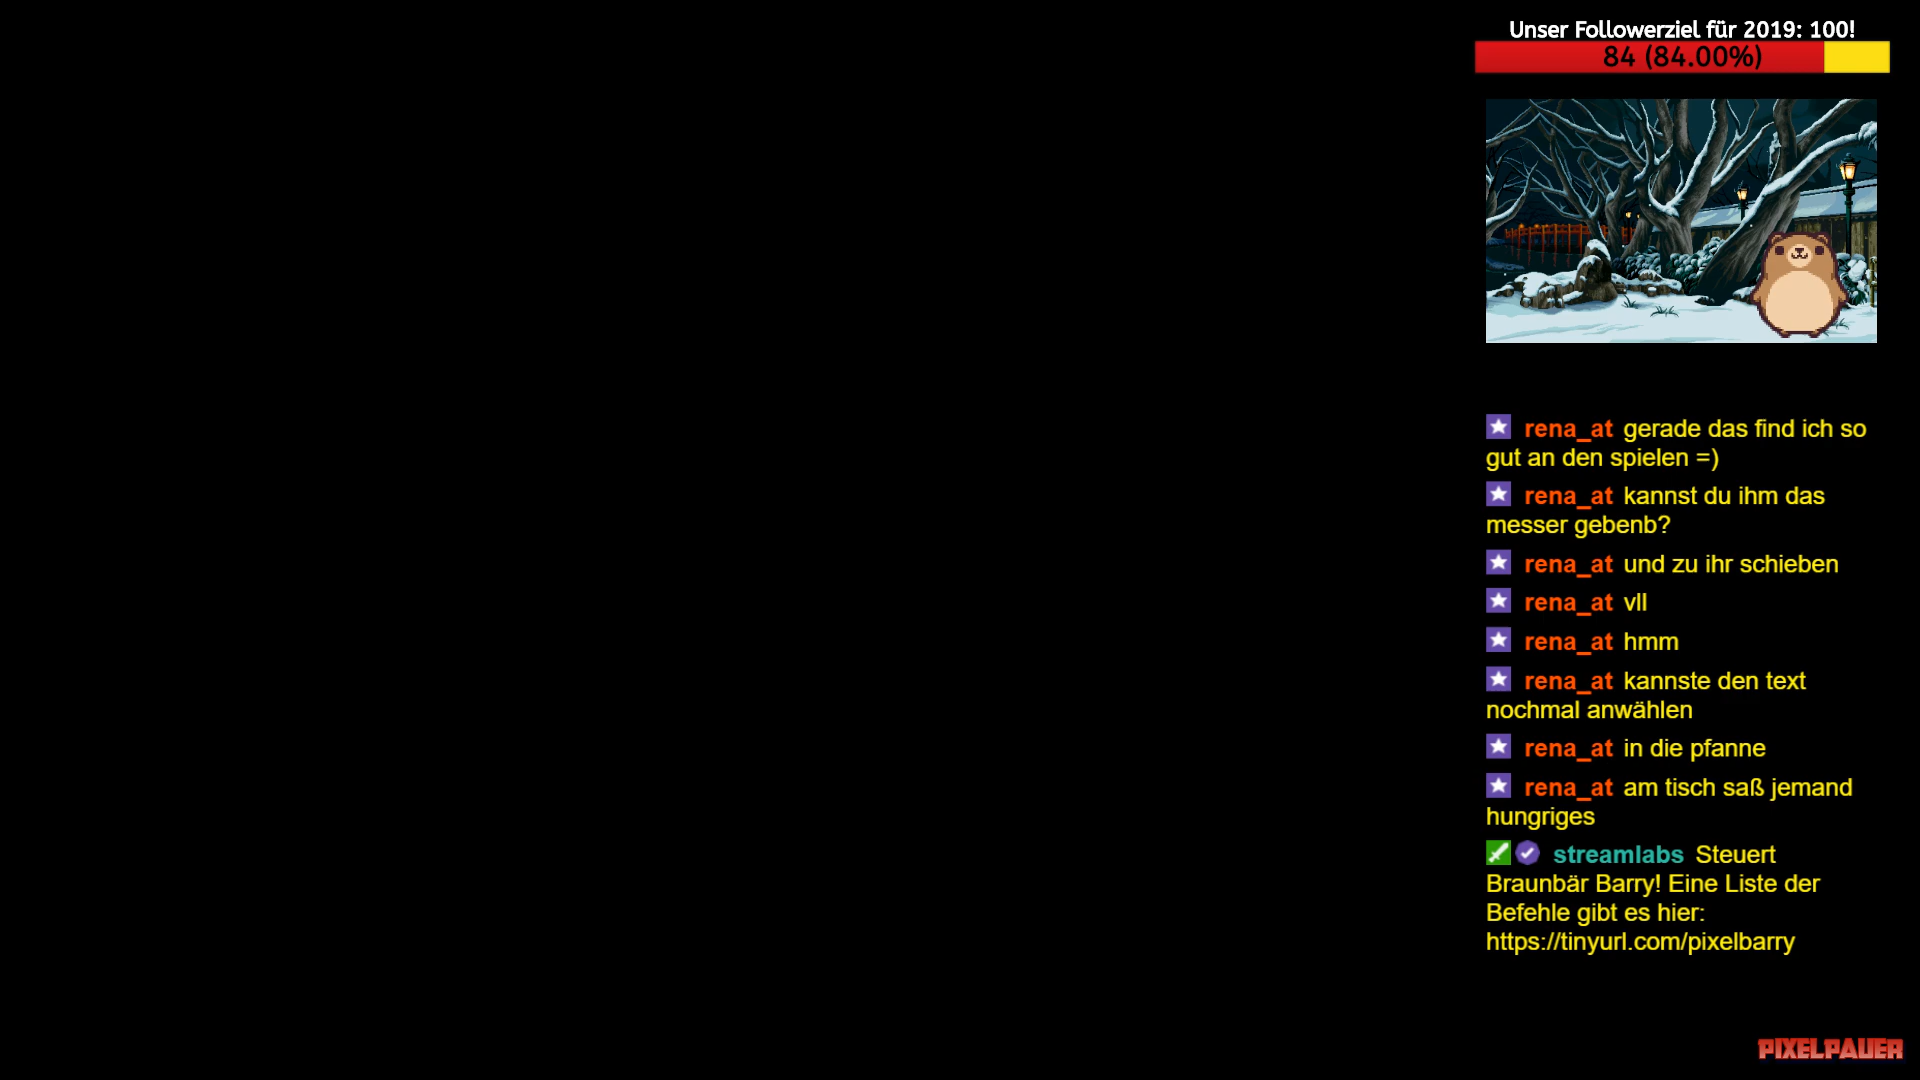 Unser Followerziel für 2019: 100!
84 (84.00%)
rena_at gerade das find ich so
gut an den spielen =)
rena_at kannst du ihm das
messer gebenb?
rena_at und zu ihr schieben
rena_at vll
rena_at hmm
rena_at kannste den text
nochmal anwählen
rena_at in die pfanne
rena_at am tisch saß jemand
hungriges
streamlabs Steuert
Braunbär Barry! Eine Liste der
Befehle gibt es hier:
https://tinyurl.com/pixelbarry
PIXELPAUER